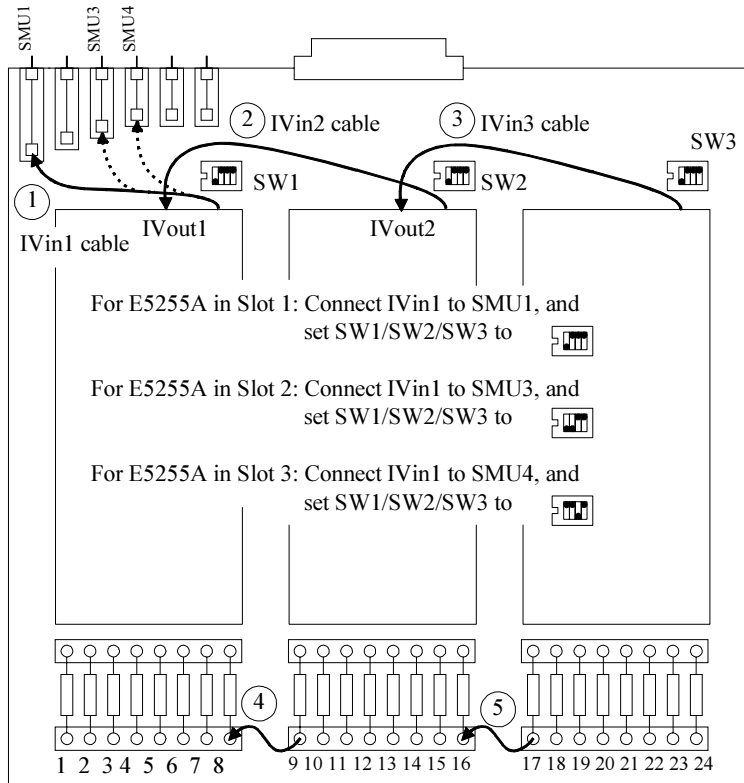 SMU1
SMU3
SMU4
2 IVin2 cable
3 IVin3 cable
SW1
SW2
SW3
1
IVin1 cable
IVout1
IVout2
For E5255A in Slot 1: Connect IVin1 to SMU1, and
set SW1/SW2/SW3 to
For E5255A in Slot 2: Connect IVin1 to SMU3, and
set SW1/SW2/SW3 to
For E5255A in Slot 3: Connect IVin1 to SMU4, and
set SW1/SW2/SW3 to
4
5
1 2 3 4 5 6 7 8
9 10 11 12 13 14 15 16
17 18 19 20 21 22 23 24